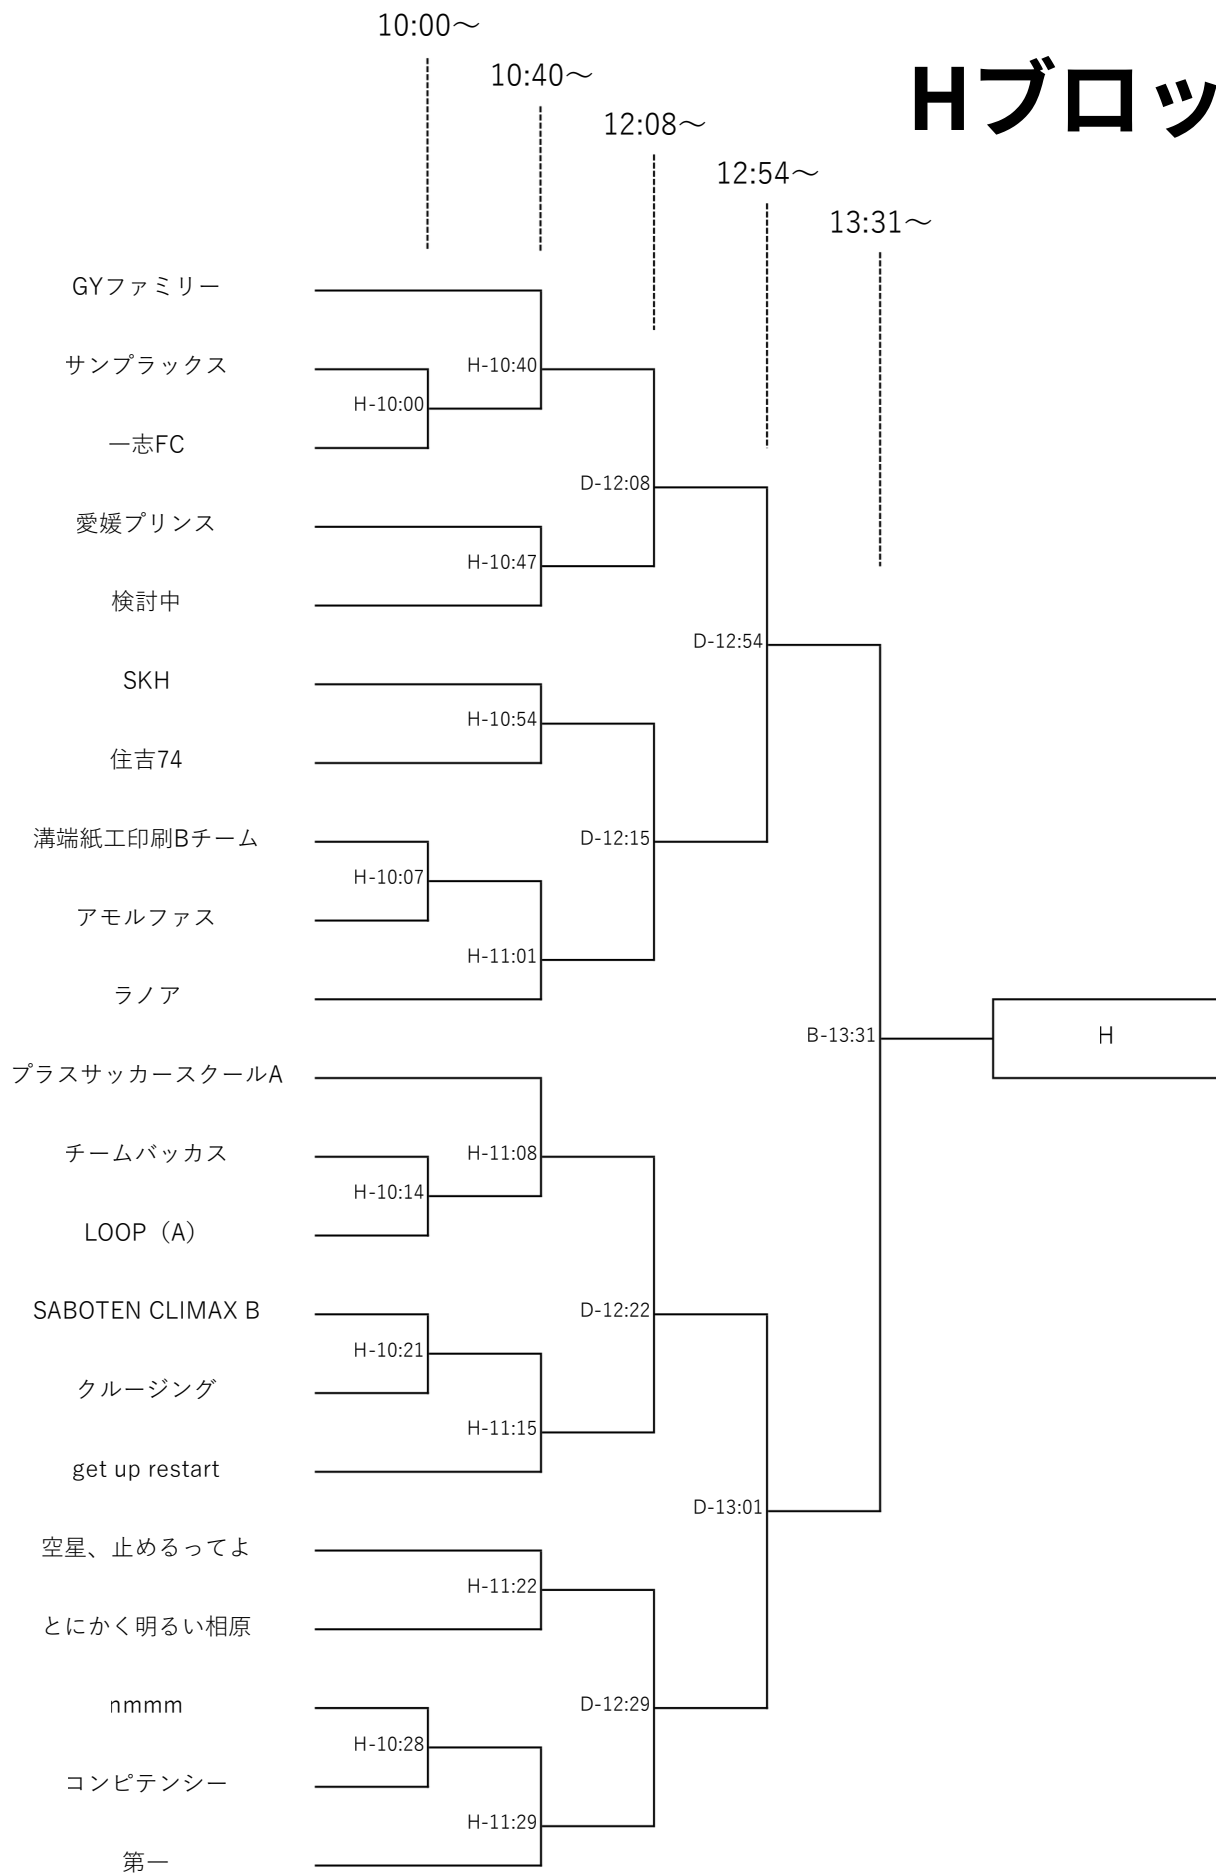 10:00～
10:40～
Hブロッ
12:08～
12:54～
13:31～
GYファミリー
サンプラックス
H-10:40
H-10:00
一志FC
D-12:08
愛媛プリンス
H-10:47
検討中
D-12:54
SKH
H-10:54
住吉74
溝端紙工印刷Bチーム
D-12:15
H-10:07
アモルファス
H-11:01
ラノア
B-13:31
H
プラスサッカースクールA
チームバッカス
H-11:08
H-10:14
LOOP（A）
SABOTEN CLIMAX B
D-12:22
H-10:21
クルージング
H-11:15
get up restart
D-13:01
空星、止めるってよ
H-11:22
とにかく明るい相原
nmmm
D-12:29
H-10:28
コンピテンシー
H-11:29
第一